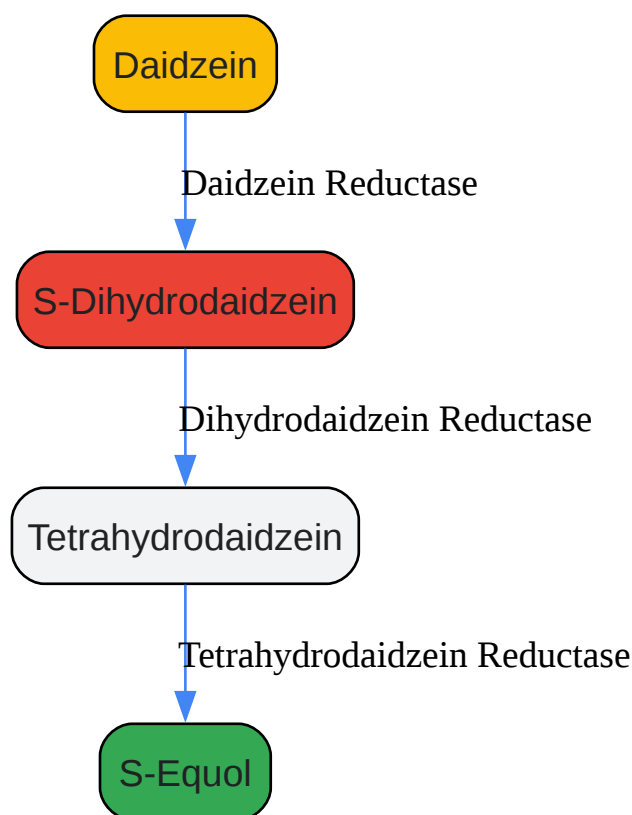 Daidzein
Daidzein Reductase
S-Dihydrodaidzein
Dihydrodaidzein Reductase
Tetrahydrodaidzein
Tetrahydrodaidzein Reductase
S-Equol